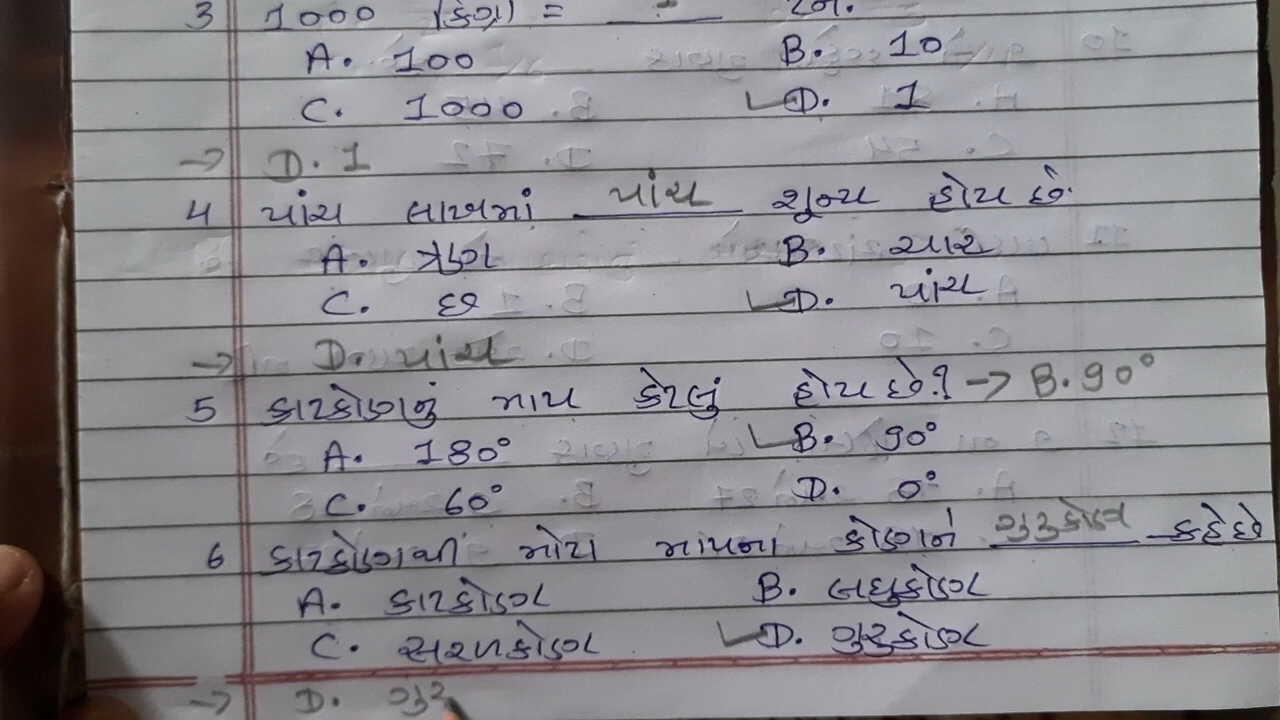 3 1000 (કિગ્રા) = ? ટન.
A. 100 B. 10
C. 1000 D. 1
→ D. 1
4 પાંચ લાખમાં પાંચ શૂન્ય હોય છે.
A. ત્રણ B. ચાર
C. છ D. પાંચ
→ D. પાંચ
5 કાટકોણનું માપ કેટલું હોય છે? → B. 90°
A. 180° B. 90°
C. 60° D. 0°
6 કાટકોણથી મોટા માપના કોણને ગુરુકોણ કહે છે
A. કાટકોણ B. લઘુકોણ
C. સરળકોણ D. ગુરુકોણ
→ D. ગુર